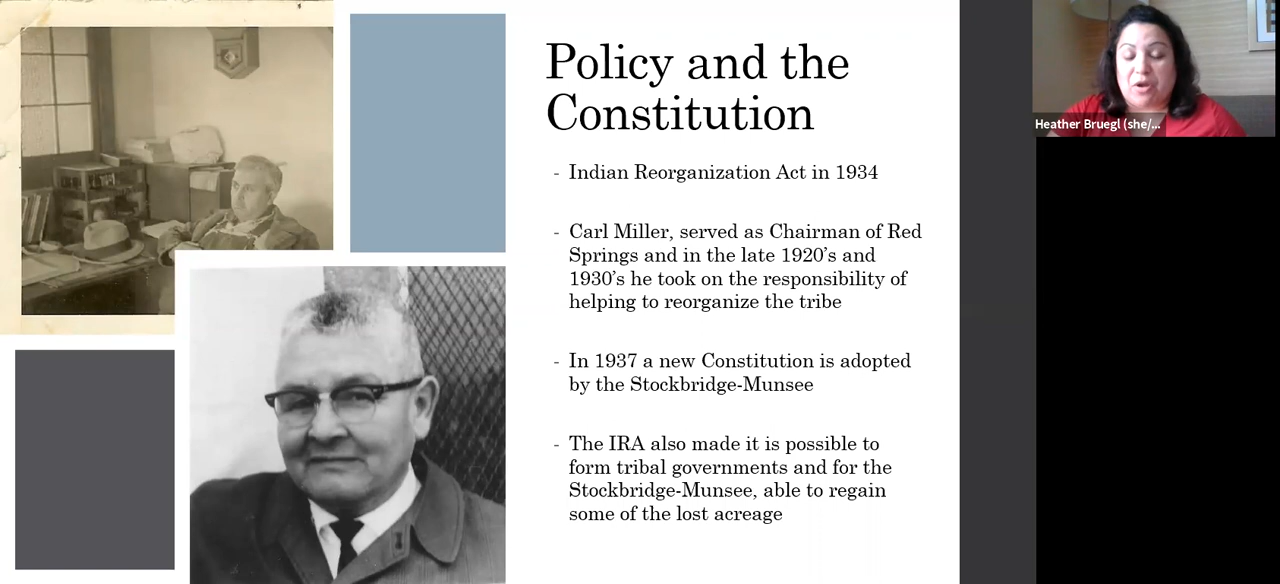 Policy and the
Constitution
- Indian Reorganization Act in 1934
- Carl Miller, served as Chairman of Red
Springs and in the late 1920’s and
1930’s he took on the responsibility of
helping to reorganize the tribe
- In 1937 a new Constitution is adopted
by the Stockbridge-Munsee
- The IRA also made it is possible to
form tribal governments and for the
Stockbridge-Munsee, able to regain
some of the lost acreage
Heather Bruegl (she/...